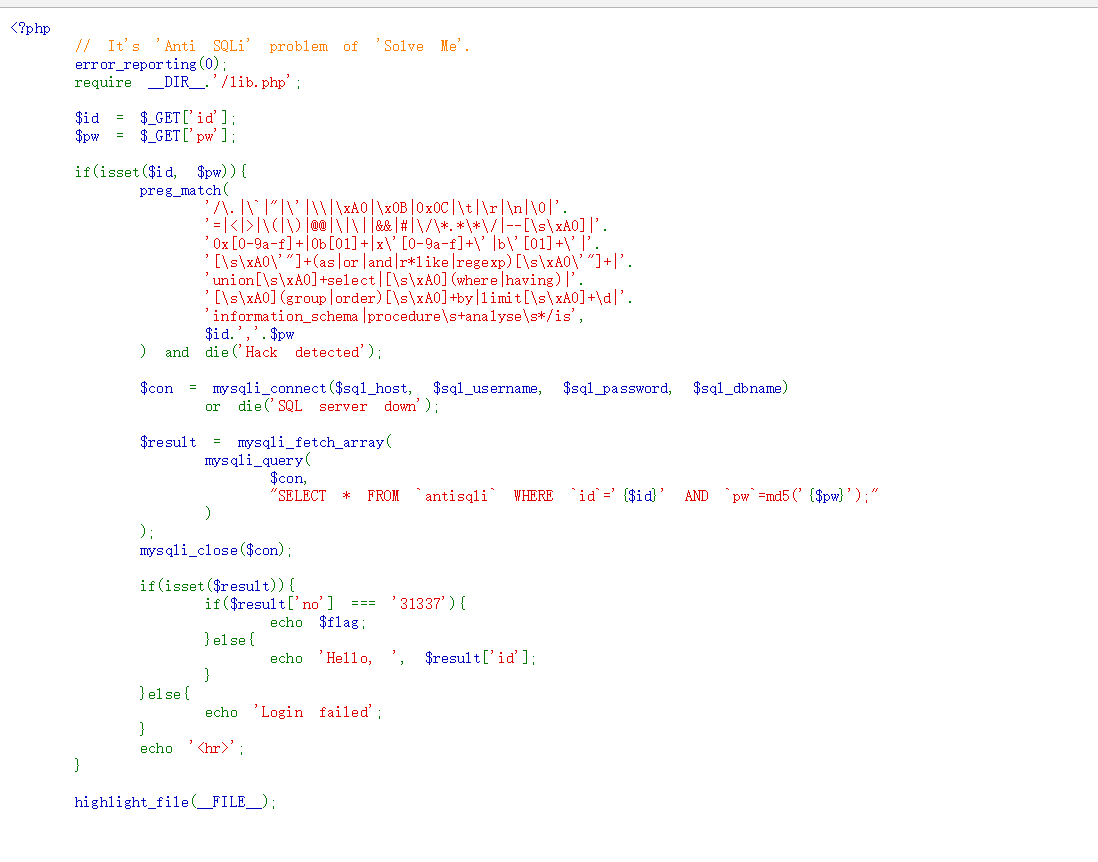 <?php
// It's 'Anti SQLi' problem of 'Solve Me'.
error_reporting(0);
require __DIR__.'/lib.php';
$id = $_GET['id'];
$pw = $_GET['pw'];
if(isset($id, $pw)){
preg_match(
'/\.|\`|"|\'|\\|\xA0|\x0B|0x0C|\t|\r|\n|\0|'.
'=|<|>|\(|\)|@@|\|\||&&|#|\/\*.*\*\/|--[\s\xA0]|'.
'0x[0-9a-f]+|0b[01]+|x\'[0-9a-f]+\'|b\'[01]+\'|'.
'[\s\xA0\'"]+(as|or|and|r*like|regexp)[\s\xA0\'"]+|'.
'union[\s\xA0]+select|[\s\xA0](where|having)|'.
'[\s\xA0](group|order)[\s\xA0]+by|limit[\s\xA0]+\d|'.
'information_schema|procedure\s+analyse\s*/is',
$id.','.$pw
) and die('Hack detected');
$con = mysqli_connect($sql_host, $sql_username, $sql_password, $sql_dbname)
or die('SQL server down');
$result = mysqli_fetch_array(
mysqli_query(
$con,
"SELECT * FROM `antisqli` WHERE `id`='{$id}' AND `pw`=md5('{$pw}');"
)
);
mysqli_close($con);
if(isset($result)){
if($result['no'] === '31337'){
echo $flag;
}else{
echo 'Hello, ', $result['id'];
}
}else{
echo 'Login failed';
}
echo '<hr>';
}
highlight_file(__FILE__);